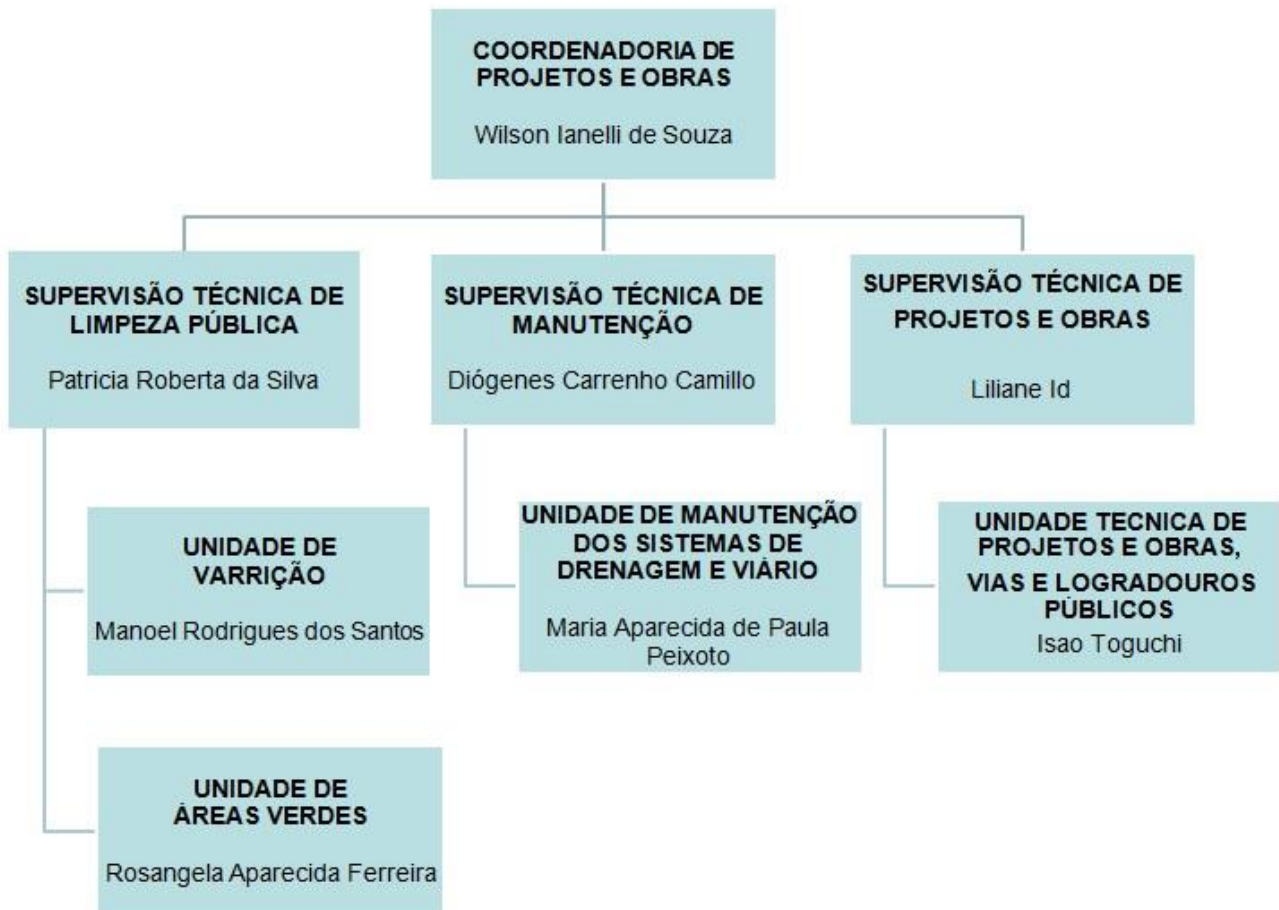 COORDENADORIA DE
PROJETOS E OBRAS
Wilson Ianelli de Souza
SUPERVISÃO TÉCNICA DE
LIMPEZA PÚBLICA
Patricia Roberta da Silva
SUPERVISÃO TÉCNICA DE
MANUTENÇÃO
Diógenes Carrenho Camillo
SUPERVISÃO TÉCNICA DE
PROJETOS E OBRAS
Liliane Id
UNIDADE DE
VARRIÇÃO
Manoel Rodrigues dos Santos
UNIDADE DE MANUTENÇÃO
DOS SISTEMAS DE
DRENAGEM E VIÁRIO
Maria Aparecida de Paula
Peixoto
UNIDADE TECNICA DE
PROJETOS E OBRAS,
VIAS E LOGRADOUROS
PÚBLICOS
Isao Toguchi
UNIDADE DE
ÁREAS VERDES
Rosangela Aparecida Ferreira